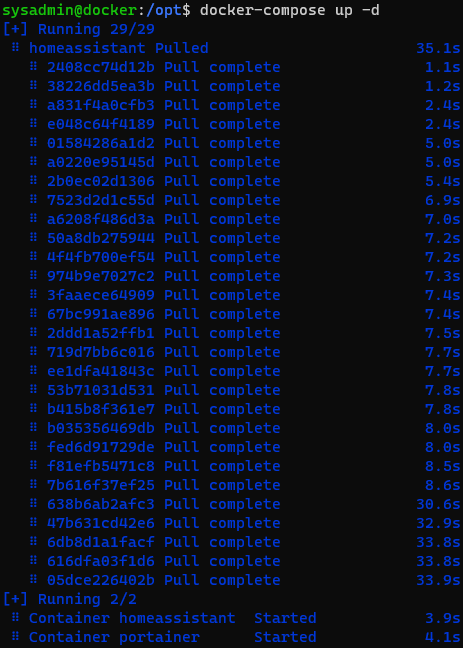 sysadmin@docker:/opt$ docker-compose up -d
[+] Running 29/29
⠿ homeassistant Pulled 35.1s
⠿ 2408cc74d12b Pull complete 1.1s
⠿ 38226dd5ea3b Pull complete 1.2s
⠿ a831f4a0cfb3 Pull complete 2.4s
⠿ e048c64f4189 Pull complete 2.4s
⠿ 01584286a1d2 Pull complete 5.0s
⠿ a0220e95145d Pull complete 5.0s
⠿ 2b0ec02d1306 Pull complete 5.4s
⠿ 7523d2d1c55d Pull complete 6.9s
⠿ a6208f486d3a Pull complete 7.0s
⠿ 50a8db275944 Pull complete 7.2s
⠿ 4f4fb700ef54 Pull complete 7.2s
⠿ 974b9e7027c2 Pull complete 7.3s
⠿ 3faaece64909 Pull complete 7.4s
⠿ 67bc991ae896 Pull complete 7.4s
⠿ 2ddd1a52ffb1 Pull complete 7.5s
⠿ 719d7bb6c016 Pull complete 7.7s
⠿ ee1dfa41843c Pull complete 7.7s
⠿ 53b71031d531 Pull complete 7.8s
⠿ b415b8f361e7 Pull complete 7.8s
⠿ b035356469db Pull complete 8.0s
⠿ fed6d91729de Pull complete 8.0s
⠿ f81efb5471c8 Pull complete 8.5s
⠿ 7b616f37ef25 Pull complete 8.6s
⠿ 638b6ab2afc3 Pull complete 30.6s
⠿ 47b631cd42e6 Pull complete 32.9s
⠿ 6db8d1a1facf Pull complete 33.8s
⠿ 616dfa03f1d6 Pull complete 33.8s
⠿ 05dce226402b Pull complete 33.9s
[+] Running 2/2
⠿ Container homeassistant Started 3.9s
⠿ Container portainer Started 4.1s